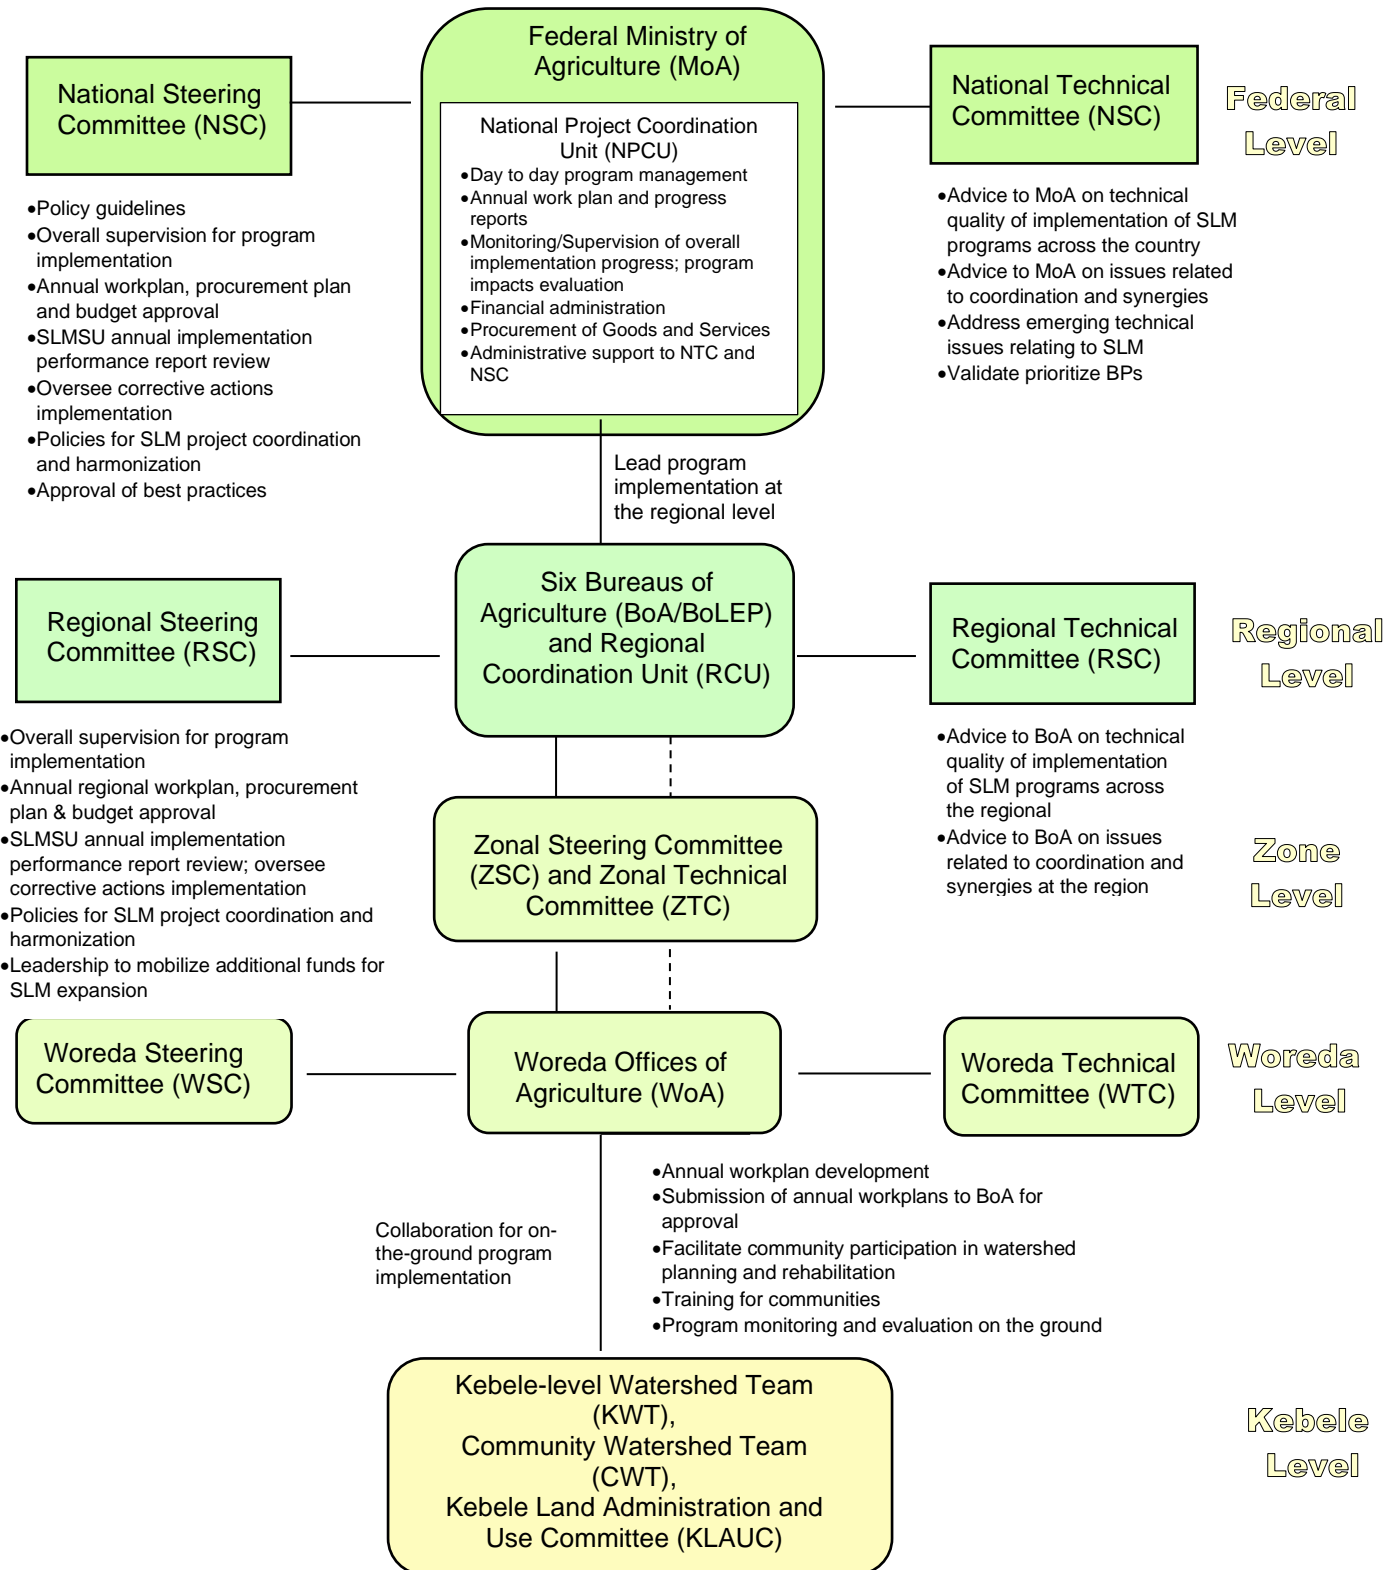 Federal Ministry of
Agriculture (MoA)
National Steering
Committee (NSC)
National Project Coordination
Unit (NPCU)
•Day to day program management
•Annual work plan and progress
reports
•Monitoring/Supervision of overall
implementation progress; program
impacts evaluation
•Financial administration
•Procurement of Goods and Services
•Administrative support to NTC and
NSC
National Technical
Committee (NSC)
Federal
Level
•Policy guidelines
•Overall supervision for program
implementation
•Annual workplan, procurement plan
and budget approval
•SLMSU annual implementation
performance report review
•Oversee corrective actions
implementation
•Policies for SLM project coordination
and harmonization
•Approval of best practices
•Advice to MoA on technical
quality of implementation of SLM
programs across the country
•Advice to MoA on issues related
to coordination and synergies
•Address emerging technical
issues relating to SLM
•Validate prioritize BPs
Lead program
implementation at
the regional level
Regional Steering
Committee (RSC)
Six Bureaus of
Agriculture (BoA/BoLEP)
and Regional
Coordination Unit (RCU)
Regional Technical
Committee (RSC)
Regional
Level
•Overall supervision for program
implementation
•Annual regional workplan, procurement
plan & budget approval
•SLMSU annual implementation
performance report review; oversee
corrective actions implementation
•Policies for SLM project coordination and
harmonization
•Leadership to mobilize additional funds for
SLM expansion
•Advice to BoA on technical
quality of implementation
of SLM programs across
the regional
•Advice to BoA on issues
related to coordination and
synergies at the region
Zonal Steering Committee
(ZSC) and Zonal Technical
Committee (ZTC)
Zone
Level
Woreda Steering
Committee (WSC)
Woreda Offices of
Agriculture (WoA)
Woreda Technical
Committee (WTC)
Woreda
Level
Collaboration for on-
the-ground program
implementation
•Annual workplan development
•Submission of annual workplans to BoA for
approval
•Facilitate community participation in watershed
planning and rehabilitation
•Training for communities
•Program monitoring and evaluation on the ground
Kebele-level Watershed Team
(KWT),
Community Watershed Team
(CWT),
Kebele Land Administration and
Use Committee (KLAUC)
Kebele
Level